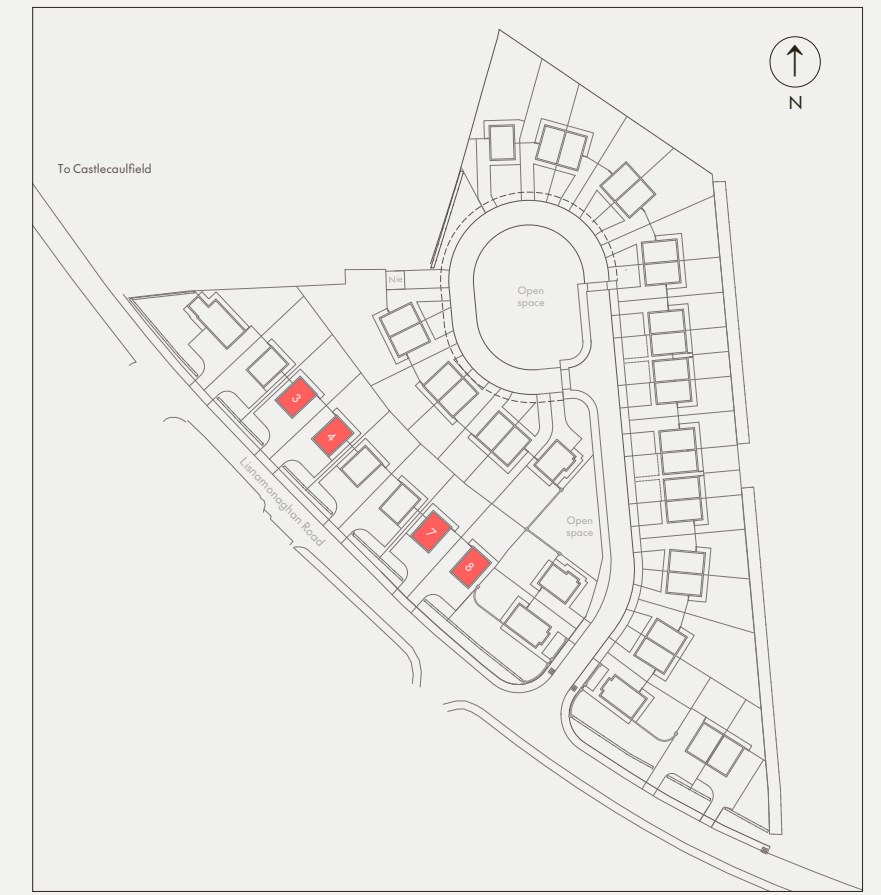 N
To Castlecaulfield
Nie
Open
space
3
4
Lisnamonaghan Road
7
8
Open
space